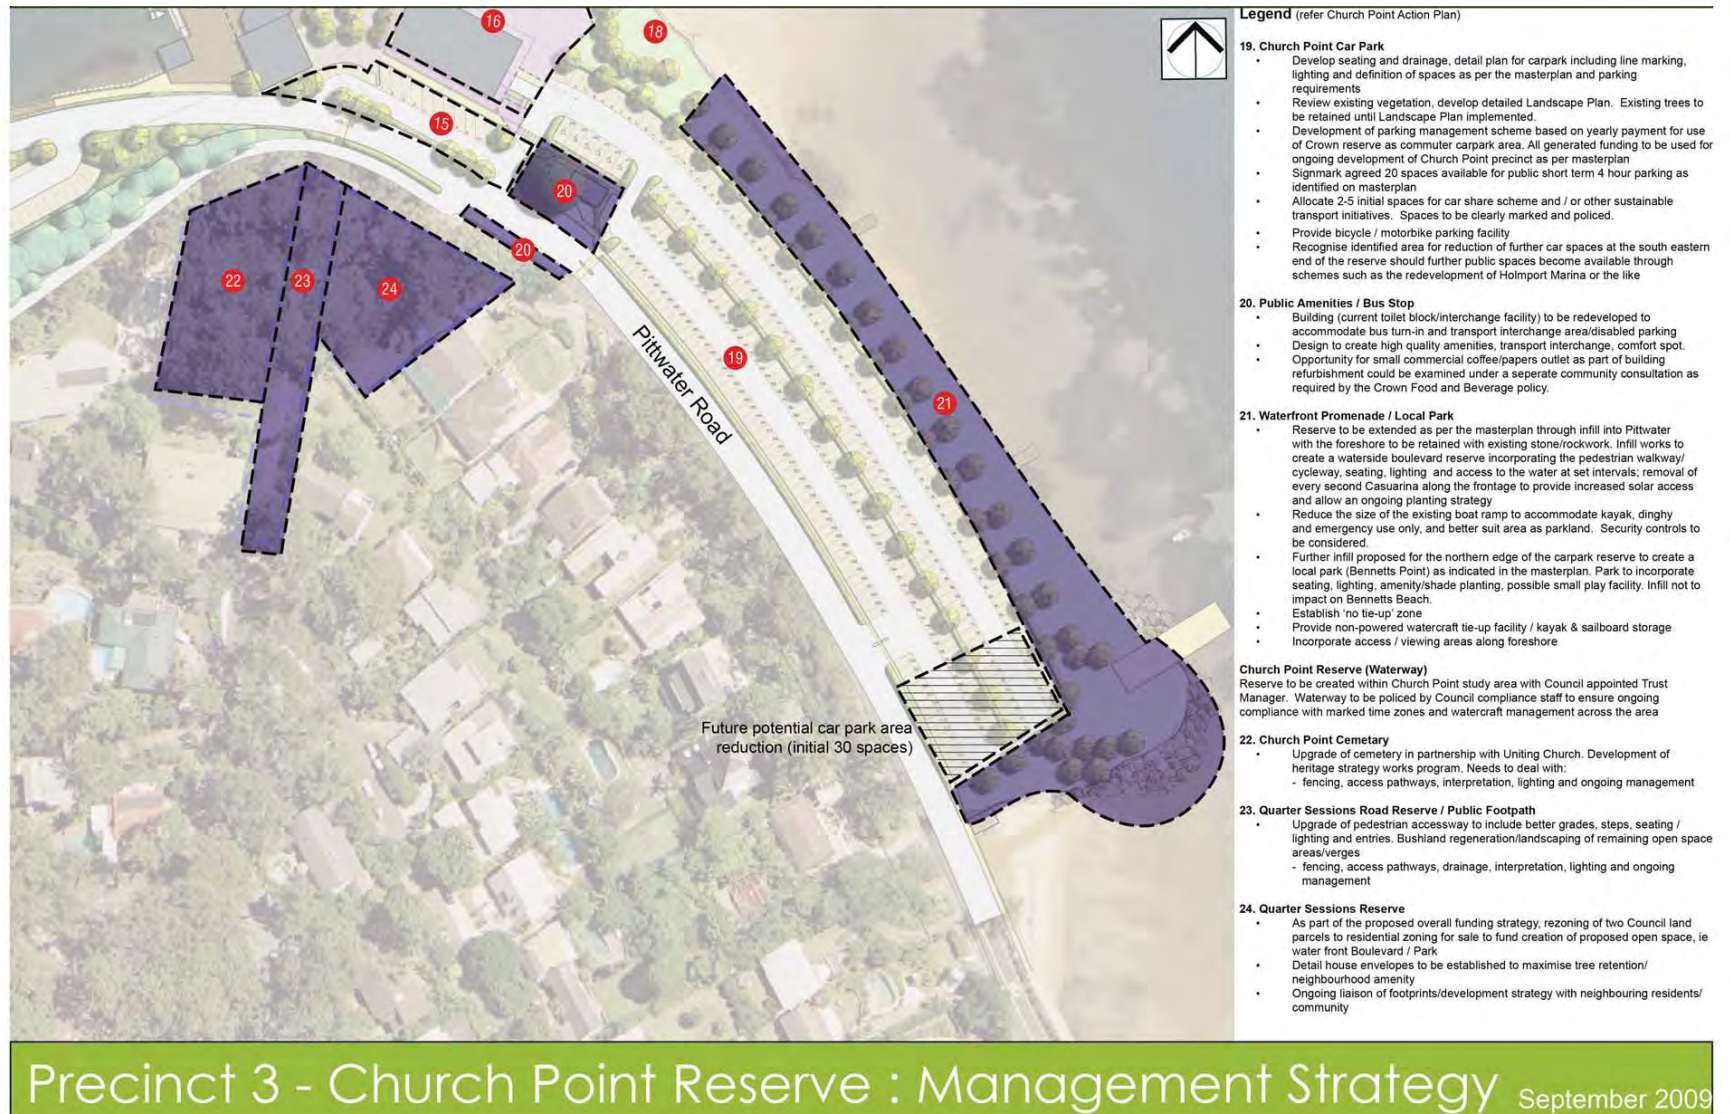 16
18
15
20
20
22
23
24
19
21
Pittwater Road
Future potential car park area
reduction (initial 30 spaces)
Legend (refer Church Point Action Plan)
19. Church Point Car Park
• Develop seating and drainage, detail plan for carpark including line marking,
lighting and definition of spaces as per the masterplan and parking
requirements
• Review existing vegetation, develop detailed Landscape Plan. Existing trees to
be retained until Landscape Plan implemented.
• Development of parking management scheme based on yearly payment for use
of Crown reserve as commuter carpark area. All generated funding to be used for
ongoing development of Church Point precinct as per masterplan
• Signmark agreed 20 spaces available for public short term 4 hour parking as
identified on masterplan
• Allocate 2-5 initial spaces for car share scheme and / or other sustainable
transport initiatives. Spaces to be clearly marked and policed.
• Provide bicycle / motorbike parking facility
• Recognise identified area for reduction of further car spaces at the south eastern
end of the reserve should further public spaces become available through
schemes such as the redevelopment of Holmport Marina or the like
20. Public Amenities / Bus Stop
• Building (current toilet block/interchange facility) to be redeveloped to
accommodate bus turn-in and transport interchange area/disabled parking
• Design to create high quality amenities, transport interchange, comfort spot.
• Opportunity for small commercial coffee/papers outlet as part of building
refurbishment could be examined under a seperate community consultation as
required by the Crown Food and Beverage policy.
21. Waterfront Promenade / Local Park
• Reserve to be extended as per the masterplan through infill into Pittwater
with the foreshore to be retained with existing stone/rockwork. Infill works to
create a waterside boulevard reserve incorporating the pedestrian walkway/
cycleway, seating, lighting and access to the water at set intervals; removal of
every second Casuarina along the frontage to provide increased solar access
and allow an ongoing planting strategy
• Reduce the size of the existing boat ramp to accommodate kayak, dinghy
and emergency use only, and better suit area as parkland. Security controls to
be considered.
• Further infill proposed for the northern edge of the carpark reserve to create a
local park (Bennetts Point) as indicated in the masterplan. Park to incorporate
seating, lighting, amenity/shade planting, possible small play facility. Infill not to
impact on Bennetts Beach.
• Establish ‘no tie-up’ zone
• Provide non-powered watercraft tie-up facility / kayak & sailboard storage
• Incorporate access / viewing areas along foreshore
Church Point Reserve (Waterway)
Reserve to be created within Church Point study area with Council appointed Trust
Manager. Waterway to be policed by Council compliance staff to ensure ongoing
compliance with marked time zones and watercraft management across the area
22. Church Point Cemetary
• Upgrade of cemetery in partnership with Uniting Church. Development of
heritage strategy works program. Needs to deal with:
- fencing, access pathways, interpretation, lighting and ongoing management
23. Quarter Sessions Road Reserve / Public Footpath
• Upgrade of pedestrian accessway to include better grades, steps, seating /
lighting and entries. Bushland regeneration/landscaping of remaining open space
areas/verges
- fencing, access pathways, drainage, interpretation, lighting and ongoing
management
24. Quarter Sessions Reserve
• As part of the proposed overall funding strategy, rezoning of two Council land
parcels to residential zoning for sale to fund creation of proposed open space, ie
water front Boulevard / Park
• Detail house envelopes to be established to maximise tree retention/
neighbourhood amenity
• Ongoing liaison of footprints/development strategy with neighbouring residents/
community
Precinct 3 - Church Point Reserve : Management Strategy September 2009